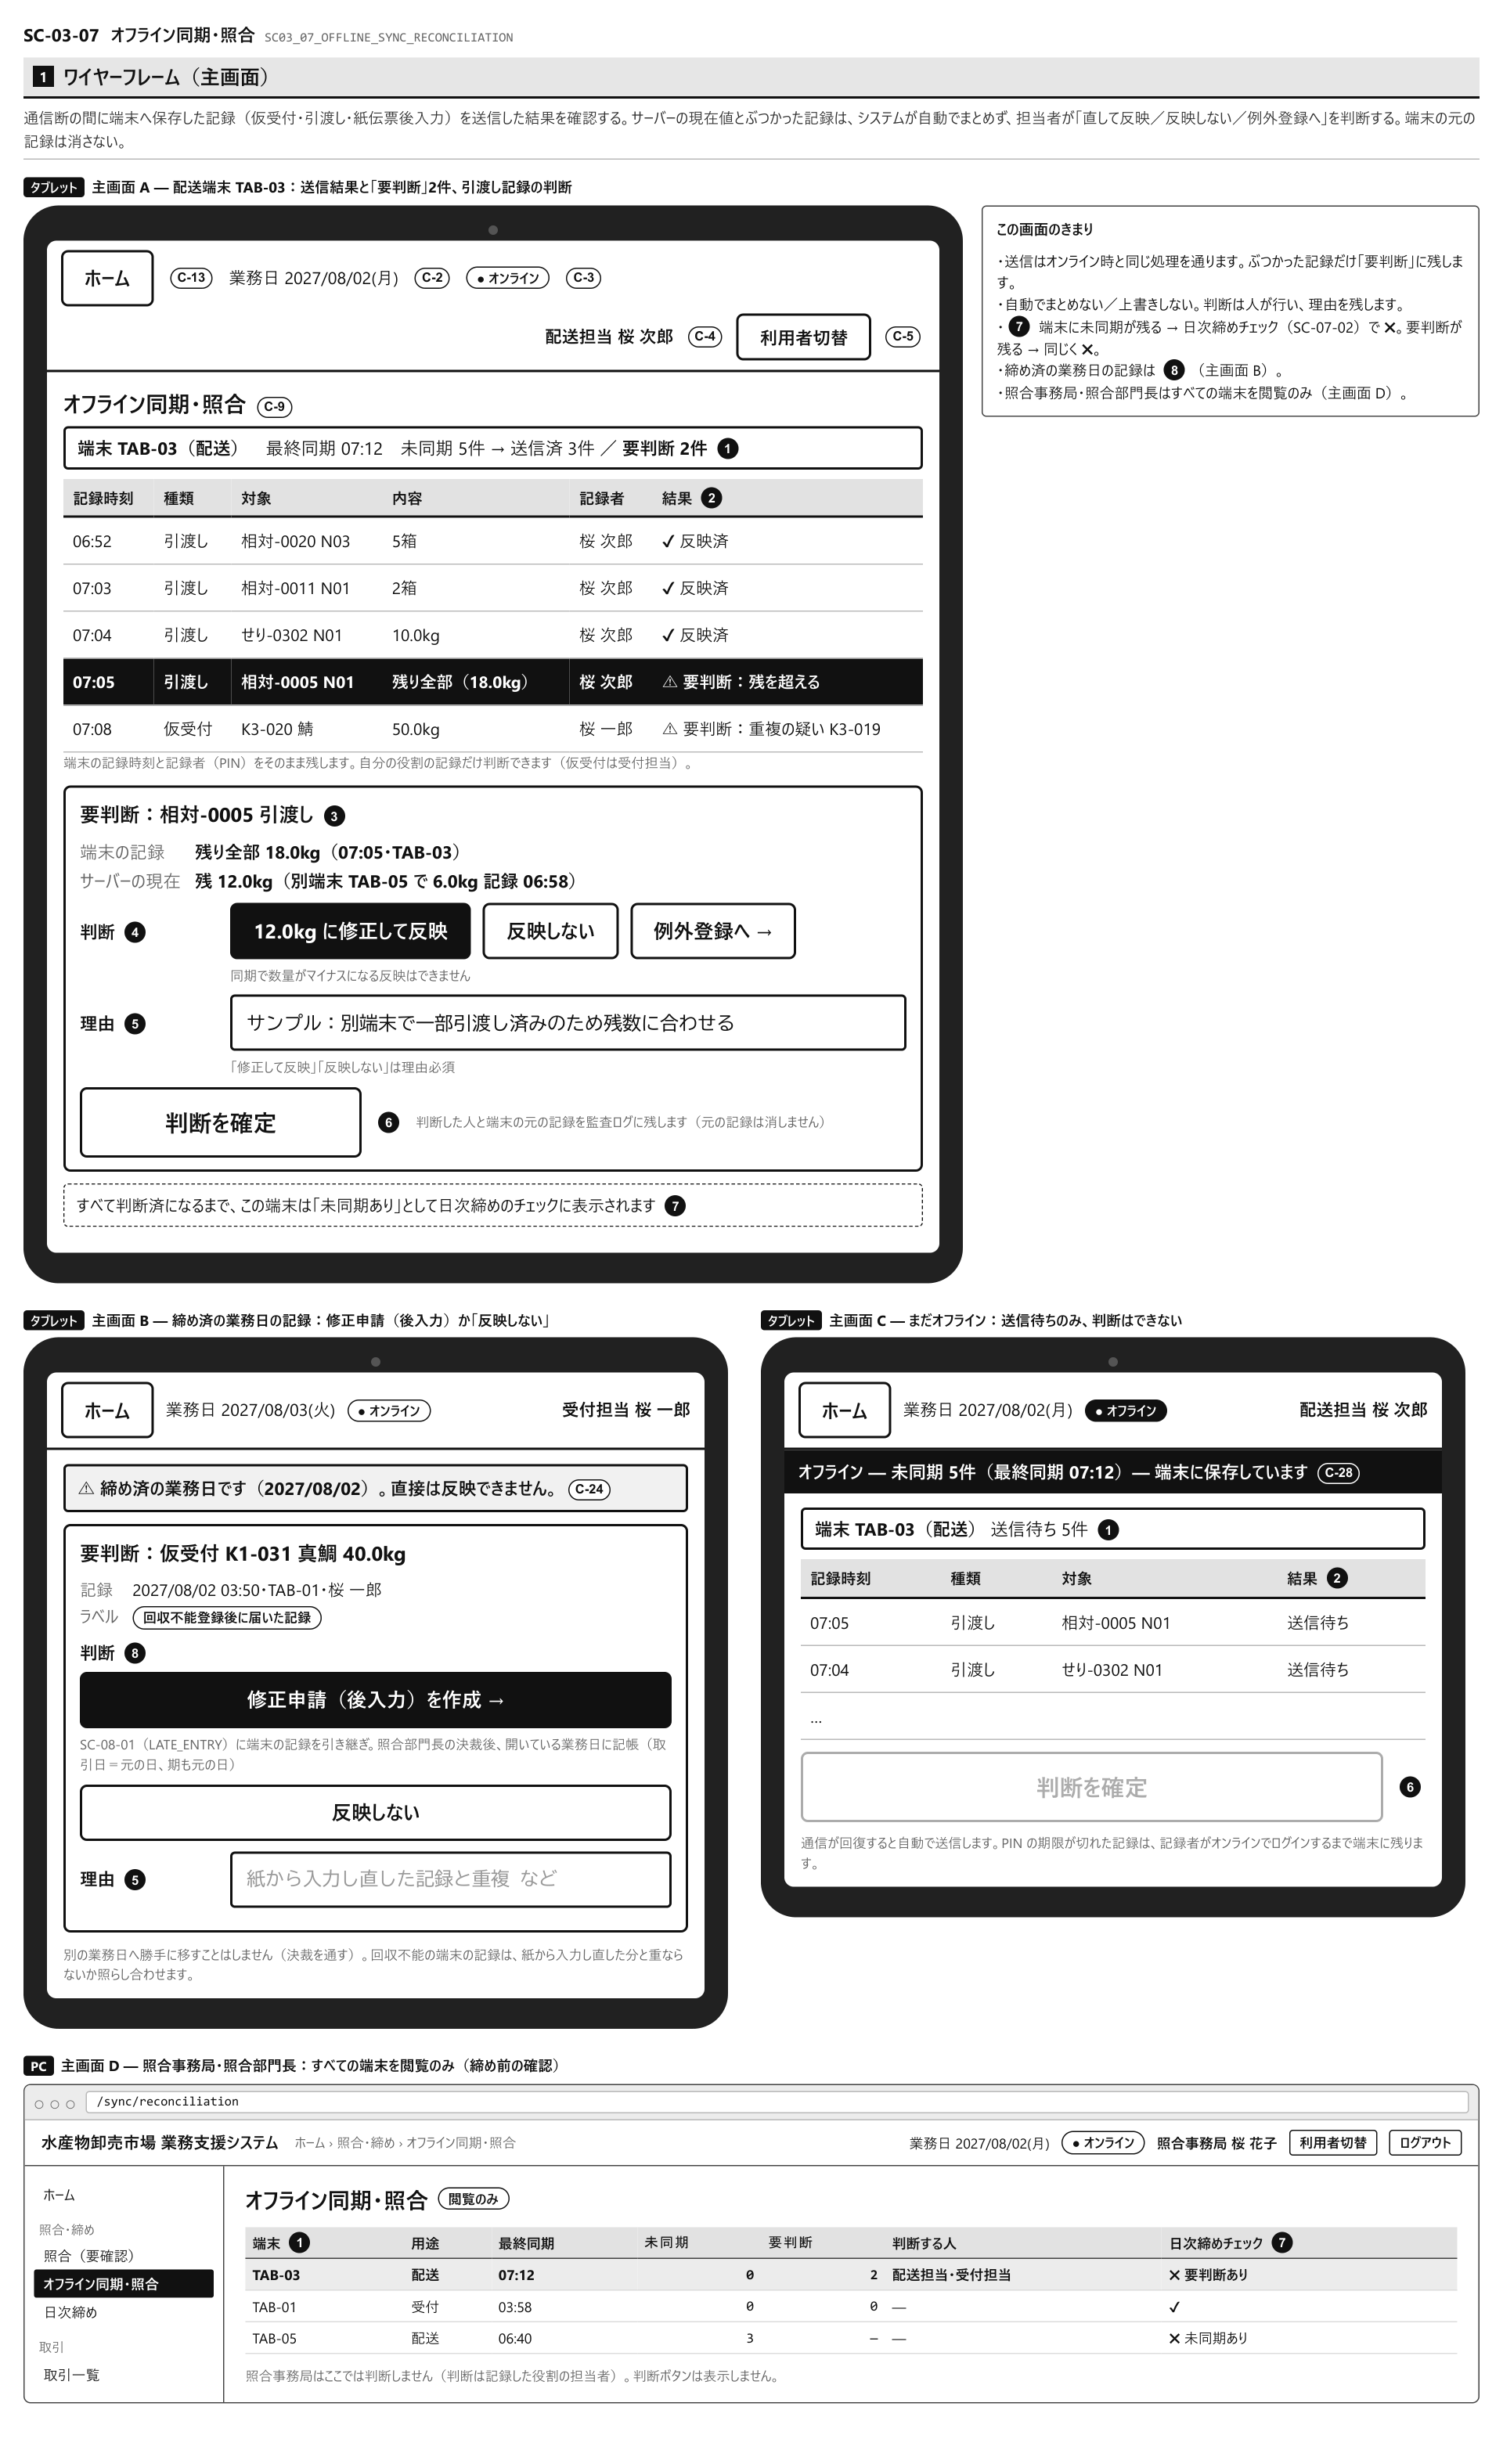 SC-03-07 オフライン同期・照合 SC03_07_OFFLINE_SYNC_RECONCILIATION
1 ワイヤーフレーム（主画面）
通信断の間に端末へ保存した記録（仮受付・引渡し・紙伝票後入力）を送信した結果を確認する。サーバーの現在値とぶつかった記録は、システムが自動でまとめず、担当者が「直して反映／反映しない／例外登録へ」を判断する。端末の元の
記録は消さない。
タブレット 主画面 A — 配送端末 TAB-03：送信結果と「要判断」2件、引渡し記録の判断
ホーム C-13 業務日 2027/08/02(月) C-2 ● オンライン C-3
配送担当 桜 次郎 C-4 利用者切替 C-5
オフライン同期・照合 C-9
端末 TAB-03（配送） 最終同期 07:12 未同期 5件 → 送信済 3件 ／ 要判断 2件 1
記録時刻 種類 対象 内容 記録者 結果 2
06:52 引渡し 相対-0020 N03 5箱 桜 次郎 ✓ 反映済
07:03 引渡し 相対-0011 N01 2箱 桜 次郎 ✓ 反映済
07:04 引渡し せり-0302 N01 10.0kg 桜 次郎 ✓ 反映済
07:05 引渡し 相対-0005 N01 残り全部（18.0kg） 桜 次郎 ⚠ 要判断：残を超える
07:08 仮受付 K3-020 鯖 50.0kg 桜 一郎 ⚠ 要判断：重複の疑い K3-019
端末の記録時刻と記録者（PIN）をそのまま残します。自分の役割の記録だけ判断できます（仮受付は受付担当）。
要判断：相対-0005 引渡し 3
端末の記録 残り全部 18.0kg（07:05・TAB-03）
サーバーの現在 残 12.0kg（別端末 TAB-05 で 6.0kg 記録 06:58）
判断 4 12.0kg に修正して反映 反映しない 例外登録へ →
同期で数量がマイナスになる反映はできません
理由 5 サンプル：別端末で一部引渡し済みのため残数に合わせる
「修正して反映」「反映しない」は理由必須
判断を確定 6 判断した人と端末の元の記録を監査ログに残します（元の記録は消しません）
すべて判断済になるまで、この端末は「未同期あり」として日次締めのチェックに表示されます 7
この画面のきまり
・送信はオンライン時と同じ処理を通ります。ぶつかった記録だけ「要判断」に残しま
す。
・自動でまとめない／上書きしない。判断は人が行い、理由を残します。
・ 7 端末に未同期が残る → 日次締めチェック（SC-07-02）で ✕。要判断が
残る → 同じく ✕。
・締め済の業務日の記録は 8 （主画面 B）。
・照合事務局・照合部門長はすべての端末を閲覧のみ（主画面 D）。
タブレット 主画面 B — 締め済の業務日の記録：修正申請（後入力）か「反映しない」
ホーム 業務日 2027/08/03(火) ● オンライン 受付担当 桜 一郎
⚠ 締め済の業務日です（2027/08/02）。直接は反映できません。 C-24
要判断：仮受付 K1-031 真鯛 40.0kg
記録 2027/08/02 03:50・TAB-01・桜 一郎
ラベル 回収不能登録後に届いた記録
判断 8
修正申請（後入力）を作成 →
SC-08-01（LATE_ENTRY）に端末の記録を引き継ぎ。照合部門長の決裁後、開いている業務日に記帳（取
引日＝元の日、期も元の日）
反映しない
理由 5 紙から入力し直した記録と重複 など
別の業務日へ勝手に移すことはしません（決裁を通す）。回収不能の端末の記録は、紙から入力し直した分と重なら
ないか照らし合わせます。
タブレット 主画面 C — まだオフライン：送信待ちのみ、判断はできない
ホーム 業務日 2027/08/02(月) ● オフライン 配送担当 桜 次郎
オフライン — 未同期 5件（最終同期 07:12）— 端末に保存しています C-28
端末 TAB-03（配送） 送信待ち 5件 1
記録時刻 種類 対象 結果 2
07:05 引渡し 相対-0005 N01 送信待ち
07:04 引渡し せり-0302 N01 送信待ち
…
判断を確定 6
通信が回復すると自動で送信します。PIN の期限が切れた記録は、記録者がオンラインでログインするまで端末に残りま
す。
PC 主画面 D — 照合事務局・照合部門長：すべての端末を閲覧のみ（締め前の確認）
/sync/reconciliation
水産物卸売市場 業務支援システム ホーム › 照合・締め › オフライン同期・照合 業務日 2027/08/02(月) ● オンライン 照合事務局 桜 花子 利用者切替 ログアウト
ホーム
照合・締め
照合（要確認）
オフライン同期・照合
日次締め
取引
取引一覧
オフライン同期・照合 閲覧のみ
端末 1 用途 最終同期 未同期 要判断 判断する人 日次締めチェック 7
TAB-03 配送 07:12 0 2 配送担当・受付担当 ✕ 要判断あり
TAB-01 受付 03:58 0 0 — ✓
TAB-05 配送 06:40 3 — — ✕ 未同期あり
照合事務局はここでは判断しません（判断は記録した役割の担当者）。判断ボタンは表示しません。